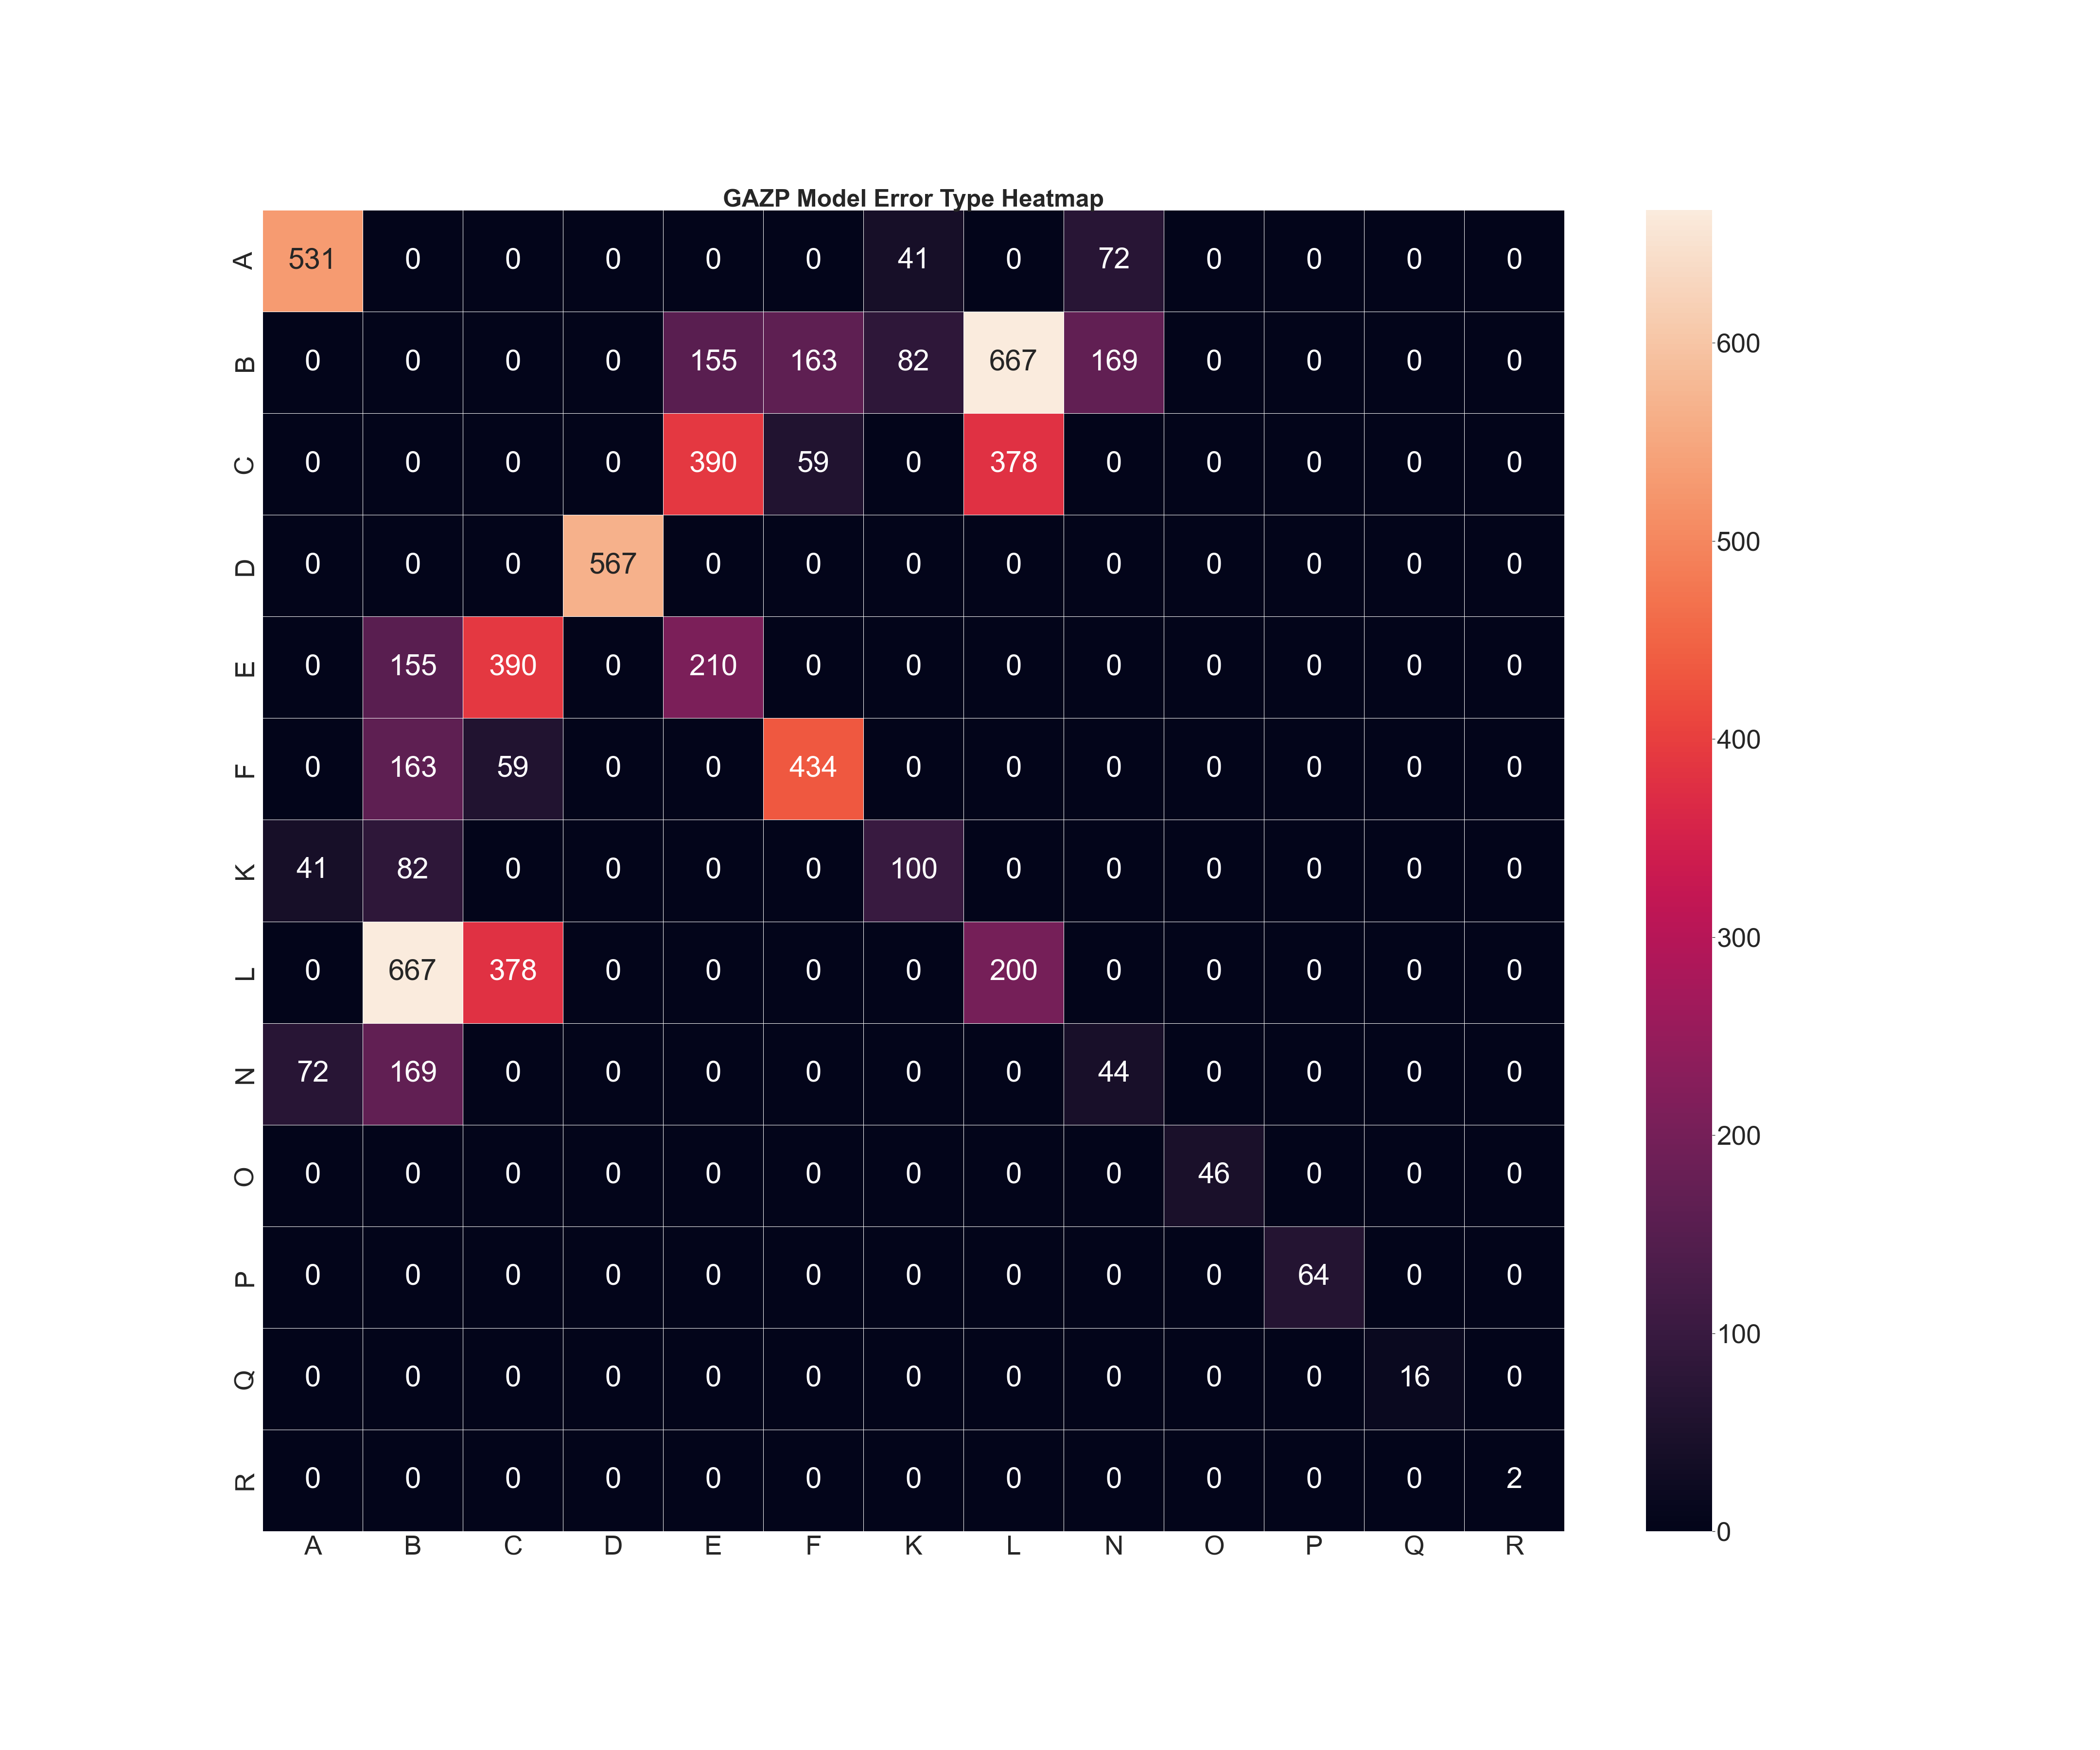 GAZP Model Error Type Heatmap
A 531 0 0 0 0 0 41 0 72 0 0 0 0
B 0 0 0 0 155 163 82 667 169 0 0 0 0
600
C 0 0 0 0 390 59 0 378 0 0 0 0 0
500
D 0 0 0 567 0 0 0 0 0 0 0 0 0
E 0 155 390 0 210 0 0 0 0 0 0 0 0
400
F 0 163 59 0 0 434 0 0 0 0 0 0 0
K 41 82 0 0 0 0 100 0 0 0 0 0 0
300
L 0 667 378 0 0 0 0 200 0 0 0 0 0
N 72 169 0 0 0 0 0 0 44 0 0 0 0
200
O 0 0 0 0 0 0 0 0 0 46 0 0 0
P 0 0 0 0 0 0 0 0 0 0 64 0 0
100
Q 0 0 0 0 0 0 0 0 0 0 0 16 0
R 0 0 0 0 0 0 0 0 0 0 0 0 2
0
A B C D E F K L N O P Q R